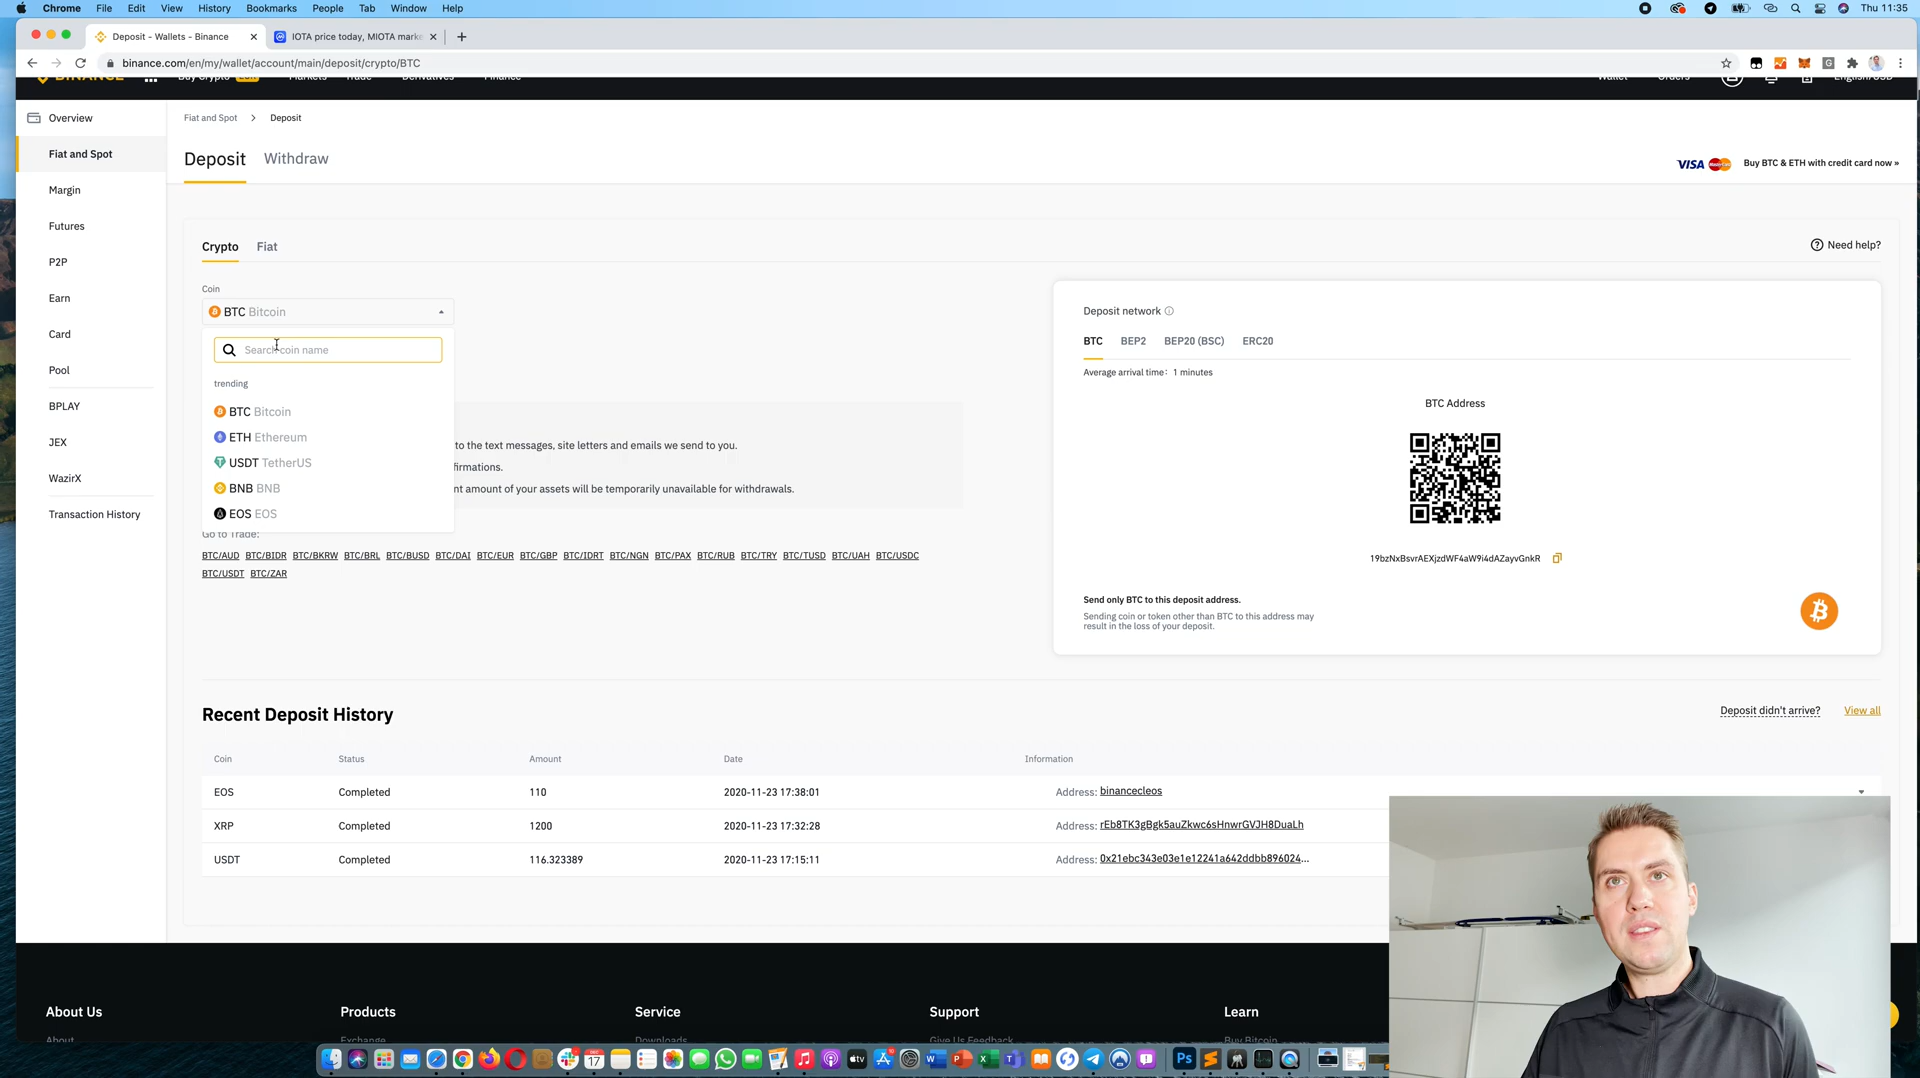 Chrome File Edit View History Bookmarks People Tab Window Help Thu 11:35
Deposit - Wallets - Binance IOTA price today, MIOTA marke
binance.com/en/my/wallet/account/main/deposit/crypto/BTC
Overview
Fiat and Spot
Margin
Futures
P2P
Earn
Card
Pool
BPLAY
JEX
WazirX
Transaction History
Fiat and Spot > Deposit
Deposit Withdraw
VISA Buy BTC & ETH with credit card now »
Crypto Fiat
Need help?
Coin
BTC Bitcoin
Search coin name
trending
BTC Bitcoin
ETH Ethereum
USDT TetherUS
BNB BNB
EOS EOS
to the text messages, site letters and emails we send to you.
firmations.
nt amount of your assets will be temporarily unavailable for withdrawals.
Go to Trade:
BTC/AUD BTC/BIDR BTC/BKRW BTC/BRL BTC/BUSD BTC/DAI BTC/EUR BTC/GBP BTC/IDRT BTC/NGN BTC/PAX BTC/RUB BTC/TRY BTC/TUSD BTC/UAH BTC/USDC
BTC/USDT BTC/ZAR
Deposit network
BTC BEP2 BEP20 (BSC) ERC20
Average arrival time: 1 minutes
BTC Address
19bzNxBsvrAEXjzdWF4aW9i4dAZayvGnkR
Send only BTC to this deposit address.
Sending coin or token other than BTC to this address may
result in the loss of your deposit.
Recent Deposit History
Deposit didn't arrive? View all
Coin Status Amount Date Information
EOS Completed 110 2020-11-23 17:38:01 Address: binancecleos
XRP Completed 1200 2020-11-23 17:32:28 Address: rEb8TK3gBgk5auZkwc6sHnwrGVJH8DuaLh
USDT Completed 116.323389 2020-11-23 17:15:11 Address: 0x21ebc343e03e1e12241a642ddbb896024...
About Us Products Service Support Learn
About Exchange Downloads Give Us Feedback Buy Bitcoin